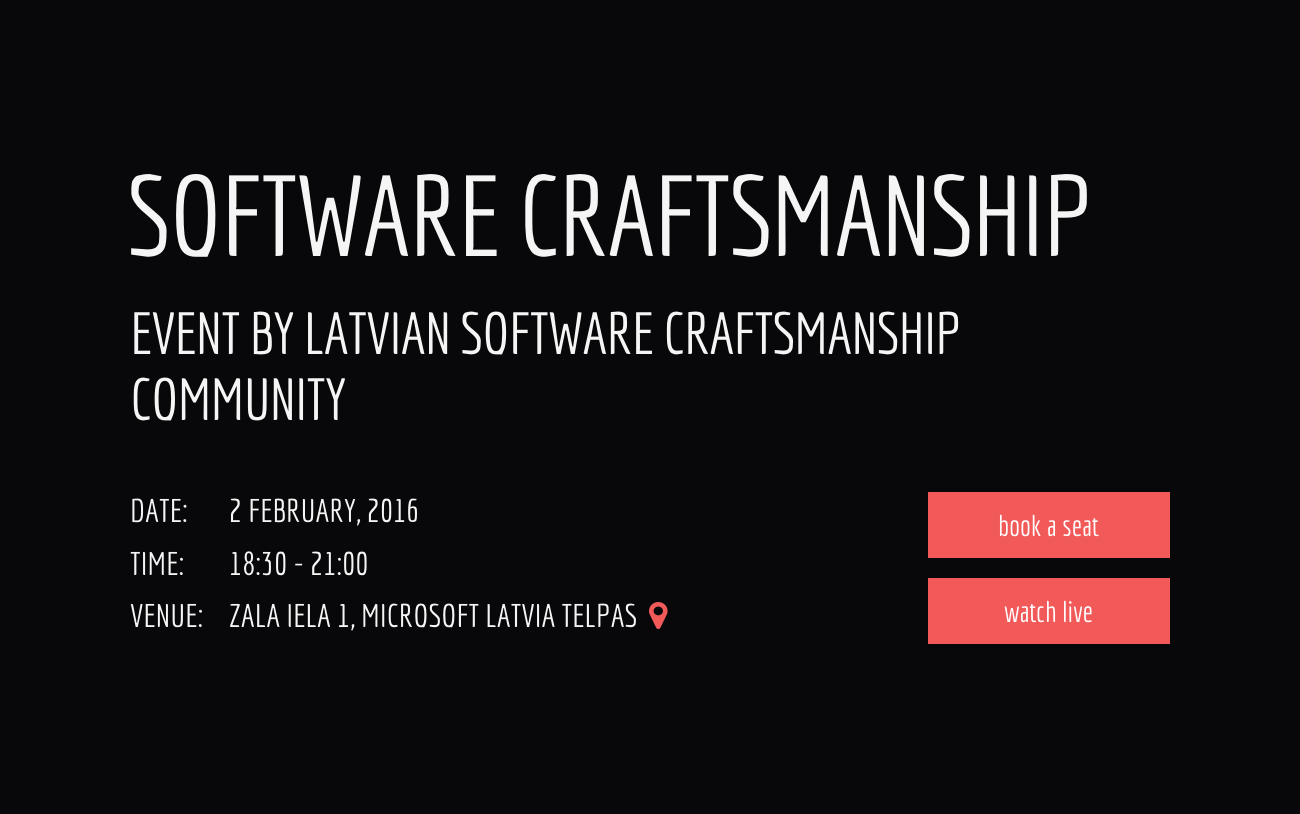 SOFTWARE CRAFTSMANSHIP
EVENT BY LATVIAN SOFTWARE CRAFTSMANSHIP
COMMUNITY
DATE: 2 FEBRUARY, 2016
TIME: 18:30 - 21:00
VENUE: ZALA IELA 1, MICROSOFT LATVIA TELPAS
book a seat
watch live